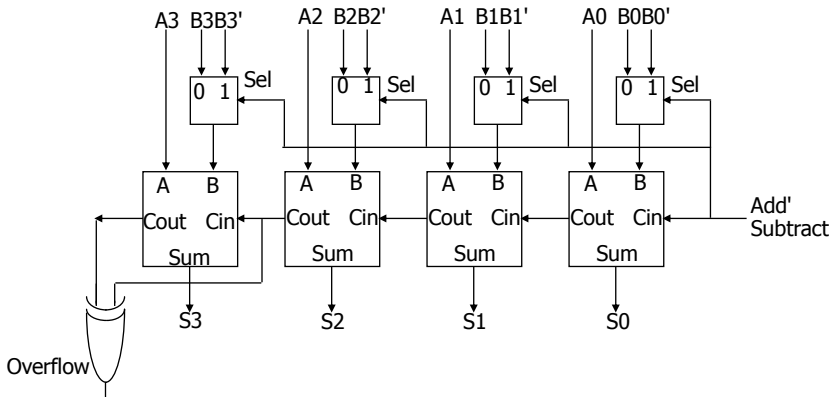 A3 B3B3' A2 B2B2' A1 B1B1' A0 B0B0'
0 1 Sel 0 1 Sel 0 1 Sel 0 1 Sel
A B A B A B A B
Cout Cin Cout Cin Cout Cin Cout Cin Add'
Subtract
Sum Sum Sum Sum
S3 S2 S1 S0
Overflow